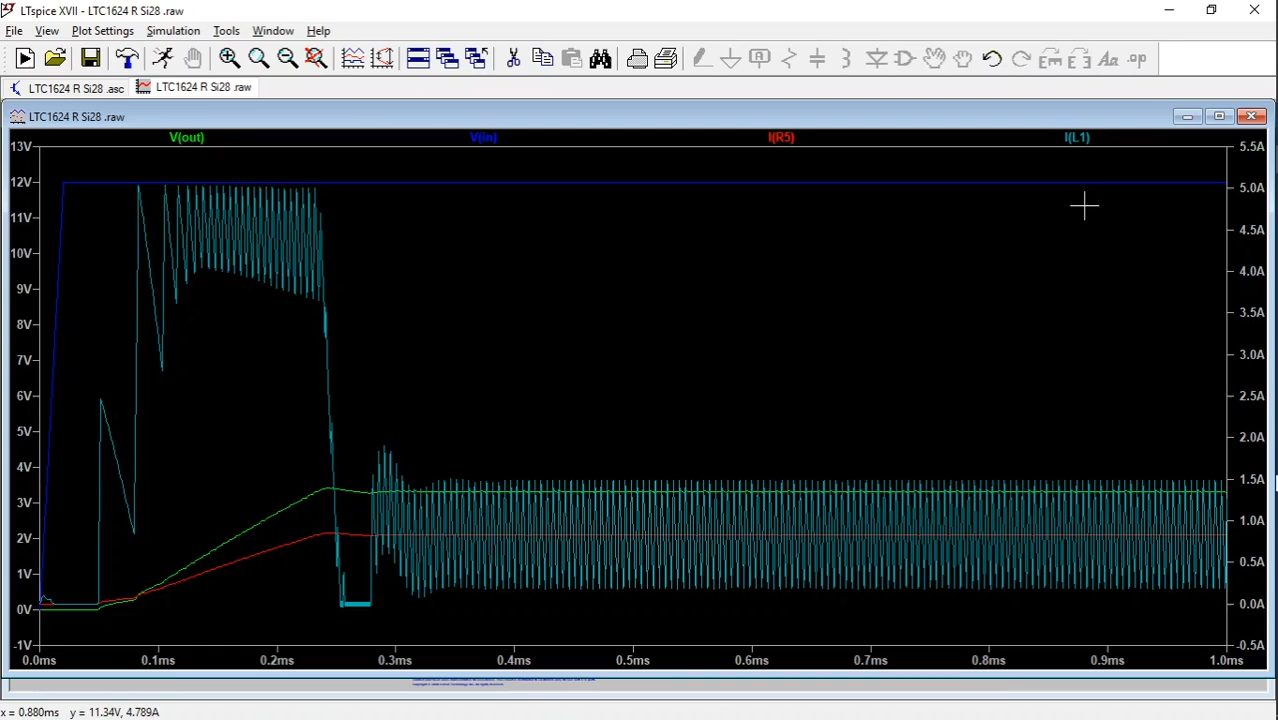 LTspice XVII - LTC1624 R Si28 .raw
File View Plot Settings Simulation Tools Window Help
LTC1624 R Si28 .asc LTC1624 R Si28 .raw
LTC1624 R Si28 .raw
V(out) V(in) I(R5) I(L1)
13V 5.5A
12V 5.0A
11V 4.5A
10V 4.0A
9V 3.5A
8V 3.0A
7V 2.5A
6V 2.0A
5V 1.5A
4V 1.0A
3V 0.5A
2V 0.0A
1V -0.5A
0V
-1V
0.0ms 0.1ms 0.2ms 0.3ms 0.4ms 0.5ms 0.6ms 0.7ms 0.8ms 0.9ms 1.0ms
x = 0.880ms y = 11.34V, 4.789A